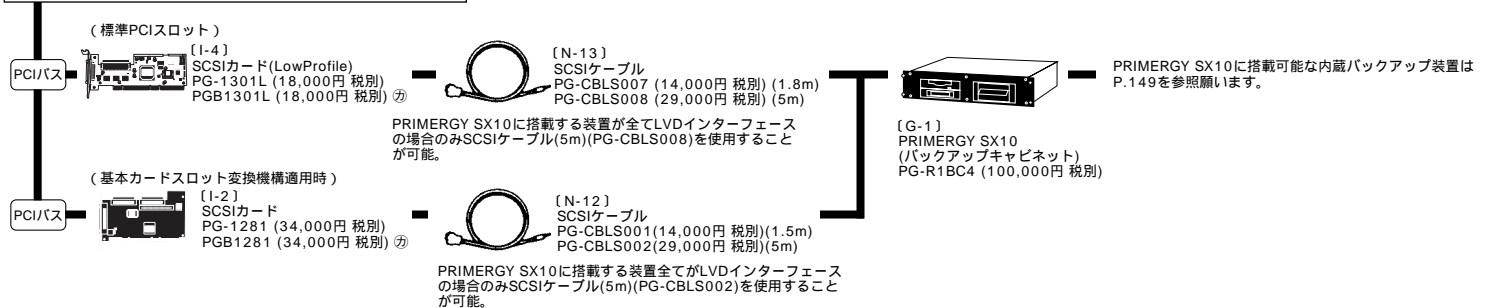 （標準PCIスロット）
PCIバス
〔I-4〕
SCSIカード(LowProfile)
PG-1301L (18,000円 税別)
PGB1301L (18,000円 税別) ㋕
〔N-13〕
SCSIケーブル
PG-CBLS007 (14,000円 税別) (1.8m)
PG-CBLS008 (29,000円 税別) (5m)
PRIMERGY SX10に搭載する装置が全てLVDインターフェース
の場合のみSCSIケーブル(5m)(PG-CBLS008)を使用すること
が可能。
〔G-1〕
PRIMERGY SX10
(バックアップキャビネット)
PG-R1BC4 (100,000円 税別)
PRIMERGY SX10に搭載可能な内蔵バックアップ装置は
P.149を参照願います。
（基本カードスロット変換機構適用時）
PCIバス
〔I-2〕
SCSIカード
PG-1281 (34,000円 税別)
PGB1281 (34,000円 税別) ㋕
〔N-12〕
SCSIケーブル
PG-CBLS001(14,000円 税別)(1.5m)
PG-CBLS002(29,000円 税別)(5m)
PRIMERGY SX10に搭載する装置全てがLVDインターフェース
の場合のみSCSIケーブル(5m)(PG-CBLS002)を使用すること
が可能。